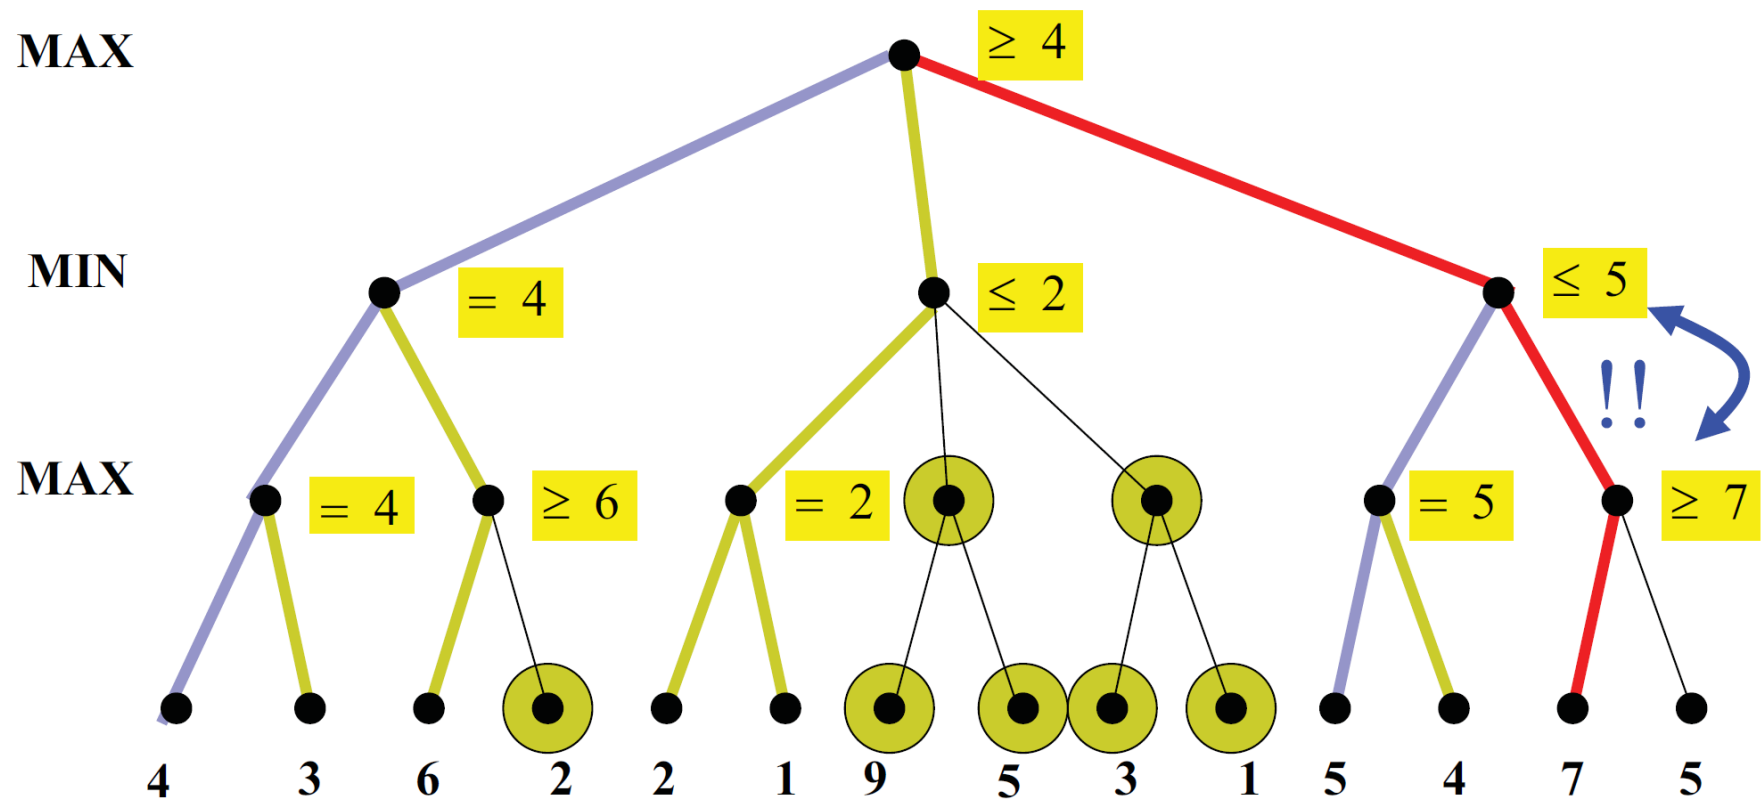 MAX ≥ 4
MIN = 4 ≤ 2 ≤ 5
!!
MAX = 4 ≥ 6 = 2 = 5 ≥ 7
4 3 6 2 2 1 9 5 3 1 5 4 7 5